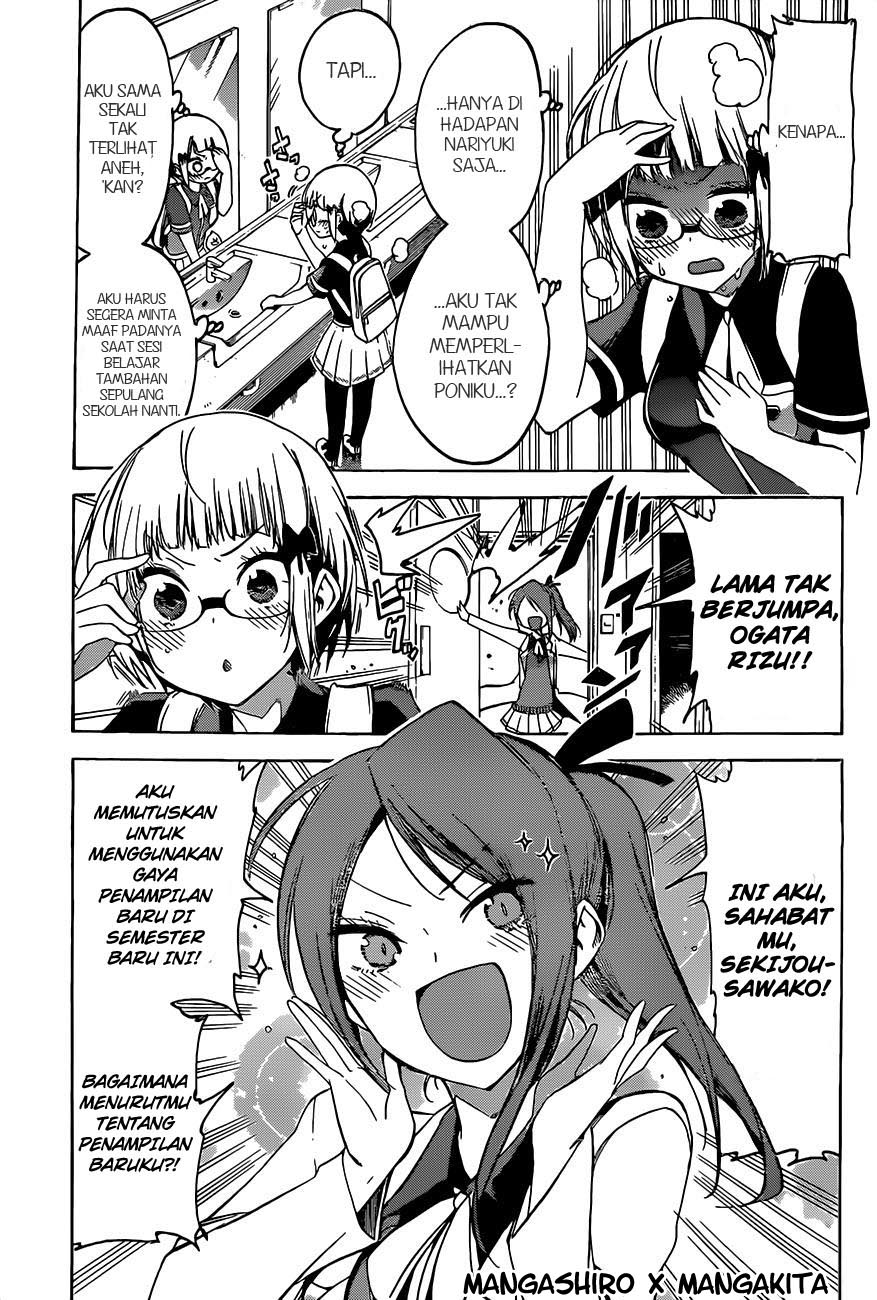 KENAPA...
...HANYA DI
HADAPAN
NARIYUKI
SAJA...
...AKU TAK
MAMPU
MEMPERL-
IHATKAN
PONIKU...?
TAPI...
AKU SAMA
SEKALI
TAK
TERLIHAT
ANEH,
'KAN?
AKU HARUS
SEGERA MINTA
MAAF PADANYA
SAAT SESI
BELAJAR
TAMBAHAN
SEPULANG
SEKOLAH NANTI.
LAMA TAK
BERJUMPA,
OGATA
RIZU!!
INI AKU,
SAHABAT
MU,
SEKIJOU-
SAWAKO!
AKU
MEMUTUSKAN
UNTUK
MENGGUNAKAN
GAYA
PENAMPILAN
BARU DI
SEMESTER
BARU INI!
BAGAIMANA
MENURUTMU
TENTANG
PENAMPILAN
BARUKU?!
MANGASHIRO X MANGAKITA